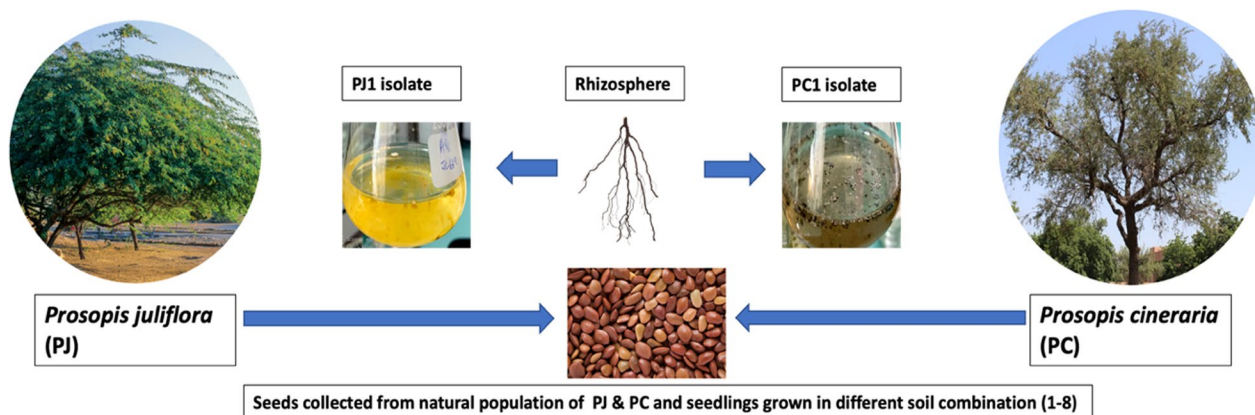 PJ1 isolate
Rhizosphere
PC1 isolate
Prosopis juliflora
(PJ)
Prosopis cineraria
(PC)
Seeds collected from natural population of PJ & PC and seedlings grown in different soil combination (1-8)